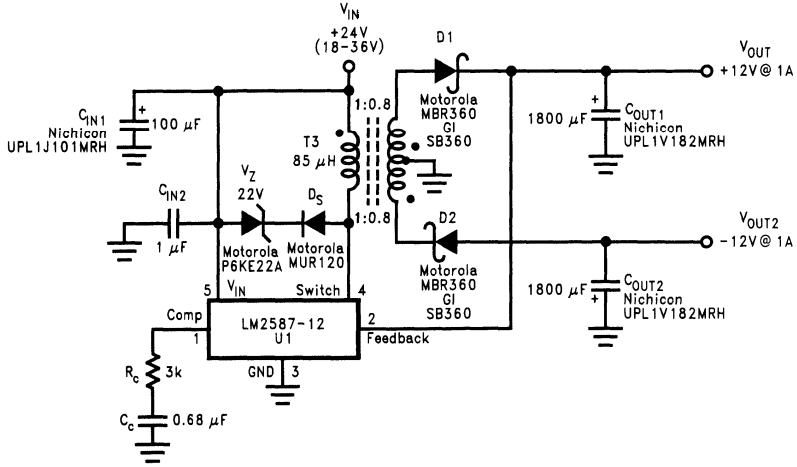 V_IN
+24V
(18-36V)
D1
V_OUT
+12V@ 1A
C_IN1
Nichicon
UPL1J101MRH
+
100 μF
1:0.8
T3
85 μH
Motorola
MBR360
GI
SB360
+
1800 μF
C_OUT1
Nichicon
UPL1V182MRH
V_Z
22V
D_S
C_IN2
1 μF
Motorola
P6KE22A
Motorola
MUR120
1:0.8
D2
V_OUT2
-12V@ 1A
Motorola
MBR360
GI
SB360
1800 μF
+
C_OUT2
Nichicon
UPL1V182MRH
5
V_IN
Switch
4
Comp
1
LM2587-12
U1
2
Feedback
GND
3
R_c
3k
C_c
0.68 μF